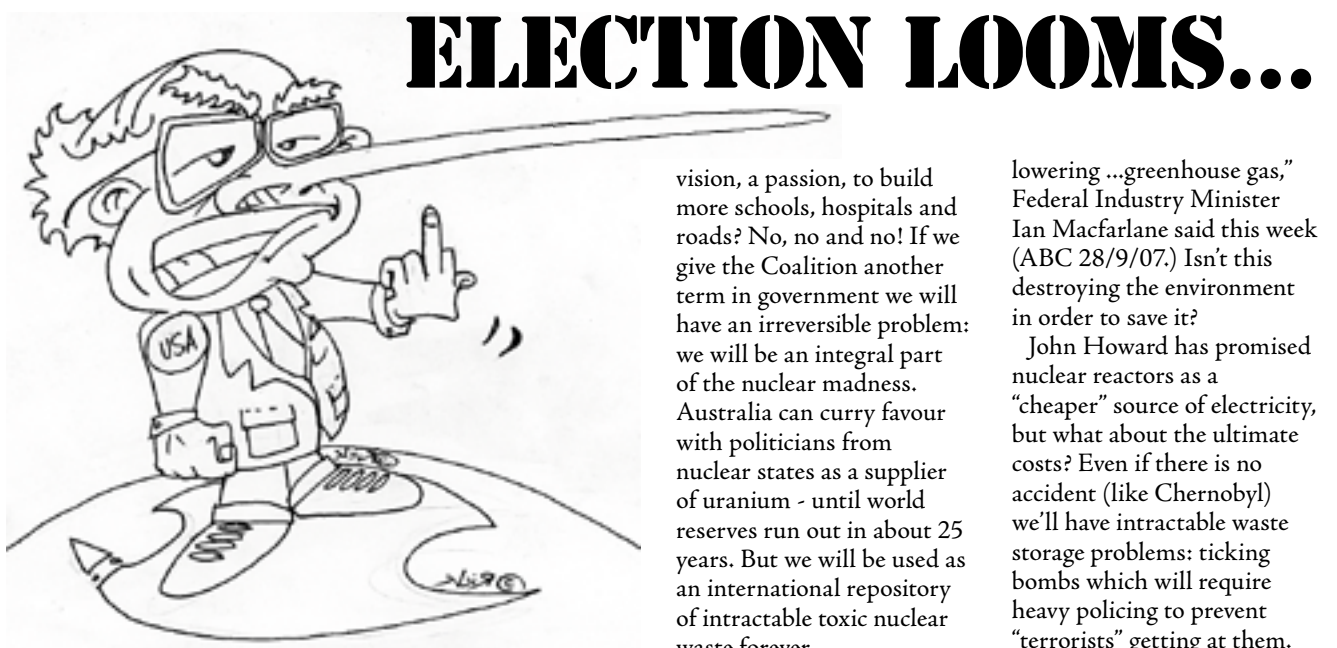 ELECTION LOOMS...
USA
vision, a passion, to build
more schools, hospitals and
roads? No, no and no! If we
give the Coalition another
term in government we will
have an irreversible problem:
we will be an integral part
of the nuclear madness.
Australia can curry favour
with politicians from
nuclear states as a supplier
of uranium - until world
reserves run out in about 25
years. But we will be used as
an international repository
of intractable toxic nuclear
waste forever.
lowering ...greenhouse gas,”
Federal Industry Minister
Ian Macfarlane said this week
(ABC 28/9/07.) Isn’t this
destroying the environment
in order to save it?
John Howard has promised
nuclear reactors as a
“cheaper” source of electricity,
but what about the ultimate
costs? Even if there is no
accident (like Chernobyl)
we’ll have intractable waste
storage problems: ticking
bombs which will require
heavy policing to prevent
“terrorists” getting at them.